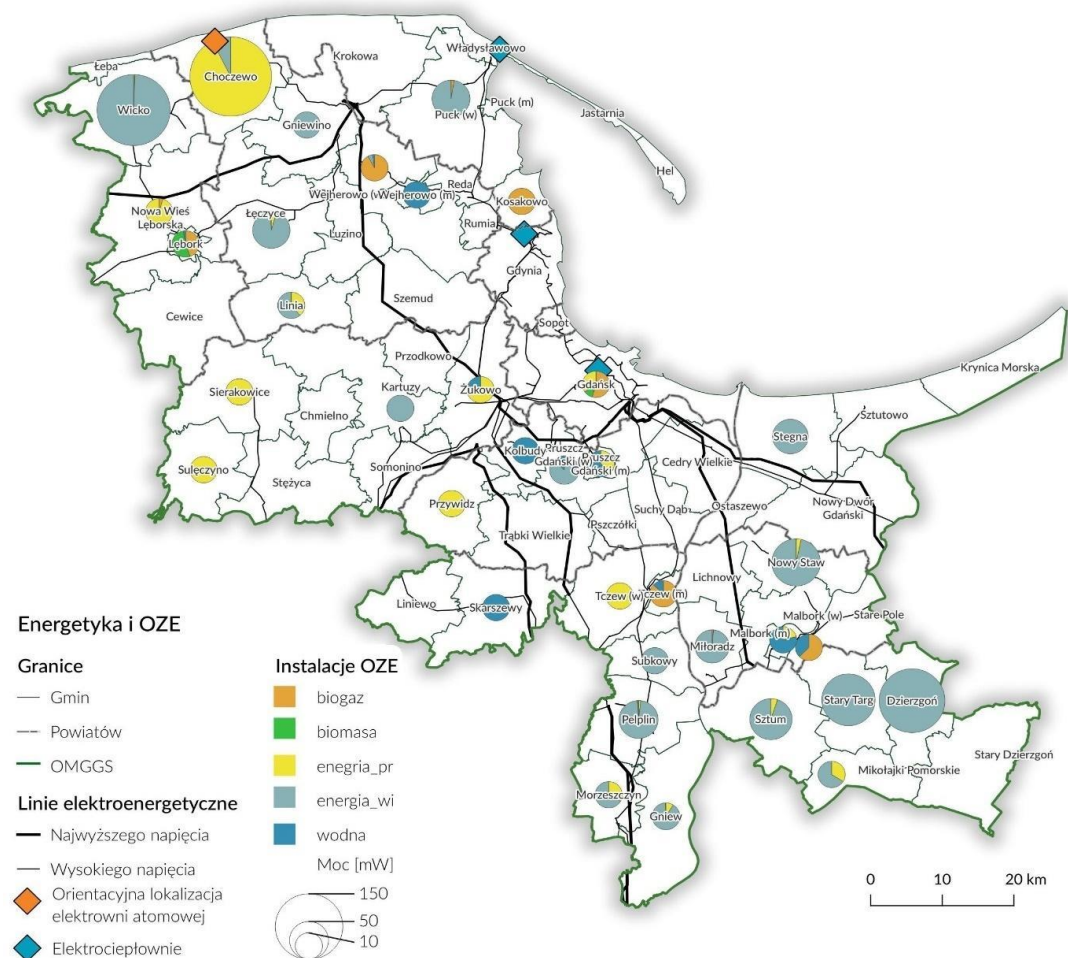 Łeba
Choczewo
Krokowa
Władysławowo
Wicko
Gniewino
Puck (w)
Puck (m)
Jastarnia
Hel
Wejherowo (w)
Wejherowo (m)
Reda
Kosakowo
Nowa Wieś
Lęborska
Łęczyce
Luzino
Rumia
Lębork
Gdynia
Cewice
Linia
Szemud
Sopot
Przodkowo
Sierakowice
Kartuzy
Żukowo
Gdańsk
Krynica Morska
Chmielno
Sztutowo
Stegna
Sulęczyno
Stężyca
Somonino
Kolbudy
Pruszcz
Gdański (w)
Pruszcz
Gdański (m)
Cedry Wielkie
Przywidz
Trąbki Wielkie
Pszczółki
Suchy Dąb
Ostaszewo
Nowy Dwór
Gdański
Nowy Staw
Lichnowy
Liniewo
Skarszewy
Tczew (w)
Tczew (m)
Malbork (w)
Stare Pole
Malbork (m)
Miłoradz
Subkowy
Pelplin
Sztum
Stary Targ
Dzierzgoń
Stary Dzierzgoń
Mikołajki Pomorskie
Morzeszczyn
Gniew
Energetyka i OZE
Granice
Gmin
Powiatów
OMGGS
Linie elektroenergetyczne
Najwyższego napięcia
Wysokiego napięcia
Orientacyjna lokalizacja
elektrowni atomowej
Elektrociepłownie
Instalacje OZE
biogaz
biomasa
enegria_pr
energia_wi
wodna
Moc [mW]
150
50
10
0 10 20 km